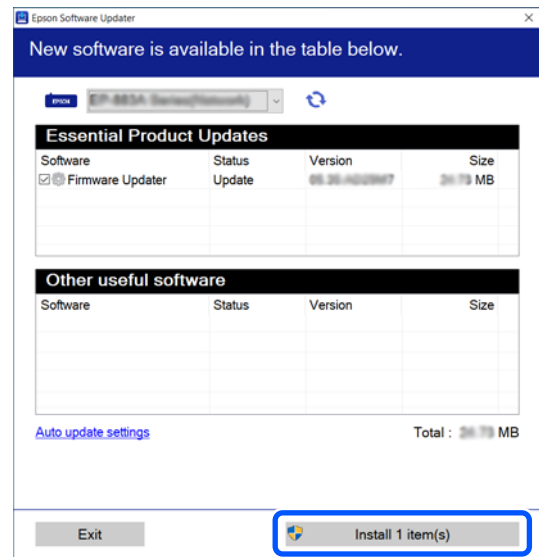 Epson Software Updater
New software is available in the table below.
EPSON
Essential Product Updates
Software Status Version Size
Firmware Updater Update MB
Other useful software
Software Status Version Size
Auto update settings Total : MB
Exit Install 1 item(s)